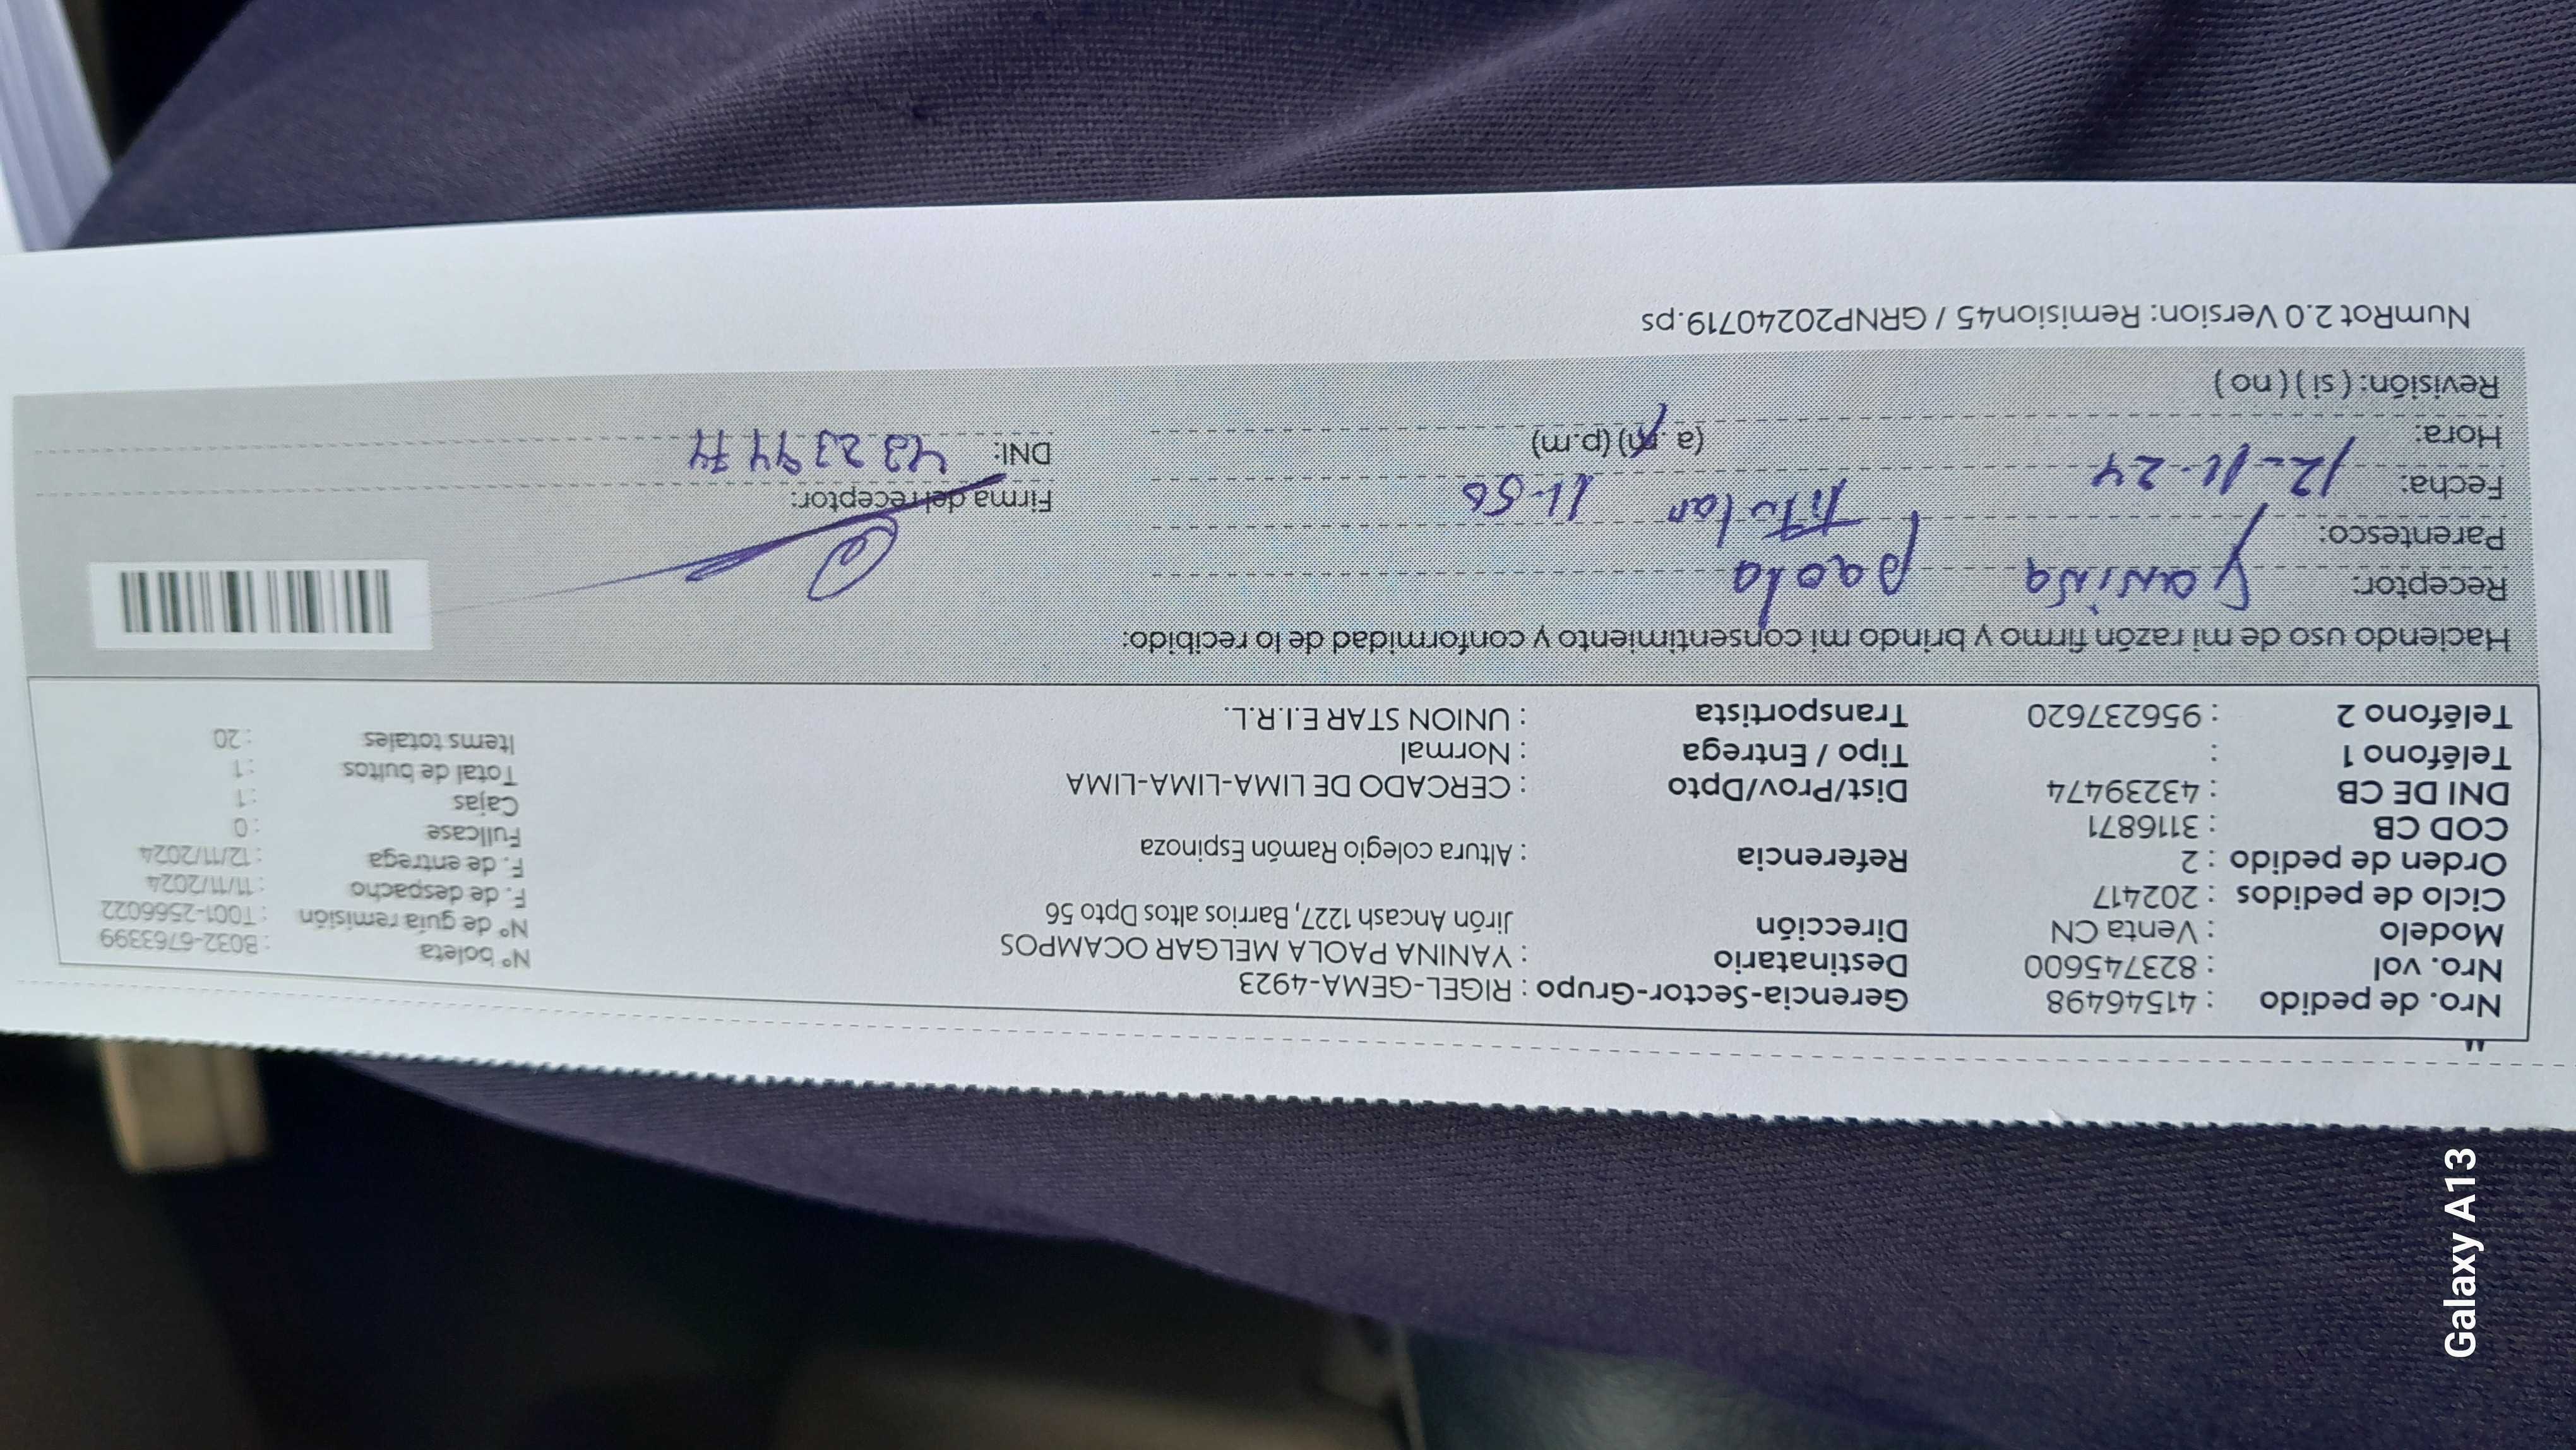 Nro. de pedido : 41546498 Gerencia-Sector-Grupo : RIGEL-GEMA-4923
Nro. vol : 823745600 Destinatario : YANINA PAOLA MELGAR OCAMPOS Nº boleta : B032-6763399
Modelo : Venta CN Dirección Jirón Ancash 1227, Barrios altos Dpto 56 Nº de guía remisión : T001-2566022
Ciclo de pedidos : 202417 F. de despacho : 11/11/2024
Orden de pedido : 2 Referencia : Altura colegio Ramón Espinoza F. de entrega : 12/11/2024
COD CB : 3116871 Fullcase : 0
DNI DE CB : 43239474 Dist/Prov/Dpto : CERCADO DE LIMA-LIMA-LIMA Cajas : 1
Teléfono 1 : Tipo / Entrega : Normal Total de bultos : 1
Teléfono 2 : 956237620 Transportista : UNION STAR E.I.R.L. Items totales : 20
Haciendo uso de mi razón firmo y brindo mi consentimiento y conformidad de lo recibido:
Receptor: Yanina paola
Parentesco: Titular
Fecha: 12-11-24 11-50 Firma del receptor:
Hora: (a.m) (p.m) DNI: 43239474
Revisión: ( si ) ( no )
NumRot 2.0 Version: Remision45 / GRNP20240719.ps
Galaxy A13